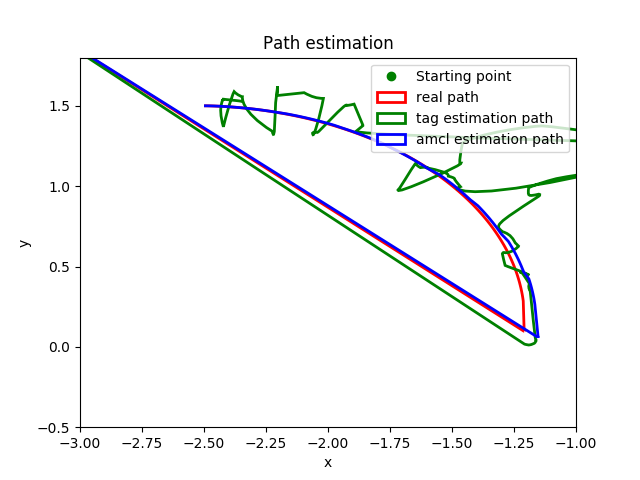 Path estimation
Starting point
real path
tag estimation path
amcl estimation path
y
1.5
1.0
0.5
0.0
−0.5
−3.00 −2.75 −2.50 −2.25 −2.00 −1.75 −1.50 −1.25 −1.00
x